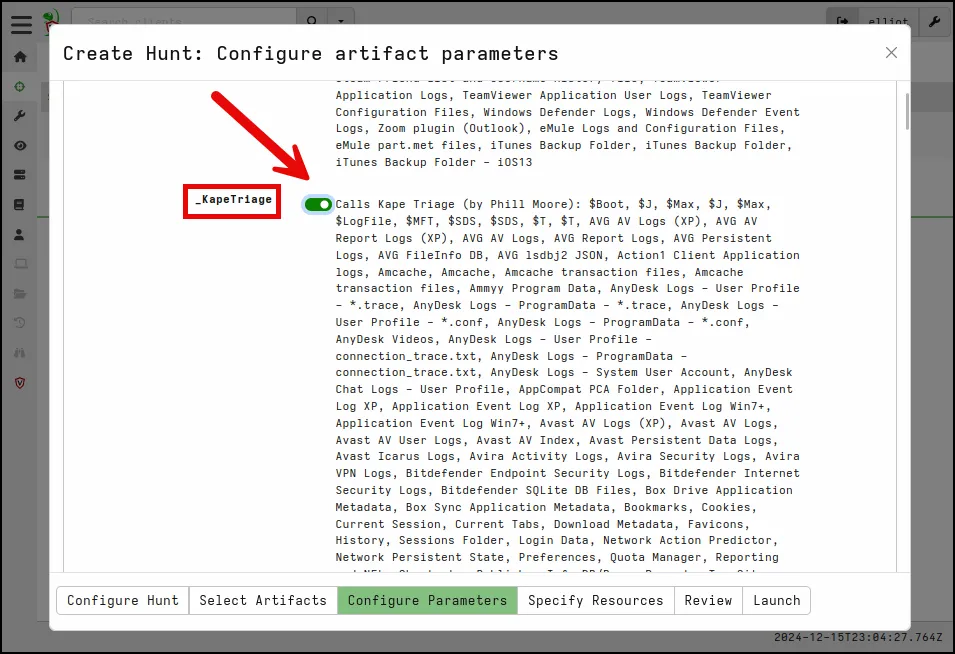 Search clients
elliot
Create Hunt: Configure artifact parameters
Application Logs, TeamViewer Application User Logs, TeamViewer
Configuration Files, Windows Defender Logs, Windows Defender Event
Logs, Zoom plugin (Outlook), eMule Logs and Configuration Files,
eMule part.met files, iTunes Backup Folder, iTunes Backup Folder,
iTunes Backup Folder - iOS13
_KapeTriage
Calls Kape Triage (by Phill Moore): $Boot, $J, $Max, $J, $Max,
$LogFile, $MFT, $SDS, $SDS, $T, $T, AVG AV Logs (XP), AVG AV
Report Logs (XP), AVG AV Logs, AVG Report Logs, AVG Persistent
Logs, AVG FileInfo DB, AVG lsdbj2 JSON, Action1 Client Application
logs, Amcache, Amcache, Amcache transaction files, Amcache
transaction files, Ammyy Program Data, AnyDesk Logs - User Profile
- *.trace, AnyDesk Logs - ProgramData - *.trace, AnyDesk Logs -
User Profile - *.conf, AnyDesk Logs - ProgramData - *.conf,
AnyDesk Videos, AnyDesk Logs - User Profile -
connection_trace.txt, AnyDesk Logs - ProgramData -
connection_trace.txt, AnyDesk Logs - System User Account, AnyDesk
Chat Logs - User Profile, AppCompat PCA Folder, Application Event
Log XP, Application Event Log XP, Application Event Log Win7+,
Application Event Log Win7+, Avast AV Logs (XP), Avast AV Logs,
Avast AV User Logs, Avast AV Index, Avast Persistent Data Logs,
Avast Icarus Logs, Avira Activity Logs, Avira Security Logs, Avira
VPN Logs, Bitdefender Endpoint Security Logs, Bitdefender Internet
Security Logs, Bitdefender SQLite DB Files, Box Drive Application
Metadata, Box Sync Application Metadata, Bookmarks, Cookies,
Current Session, Current Tabs, Download Metadata, Favicons,
History, Sessions Folder, Login Data, Network Action Predictor,
Network Persistent State, Preferences, Quota Manager, Reporting
Configure Hunt
Select Artifacts
Configure Parameters
Specify Resources
Review
Launch
2024-12-15T23:04:27.764Z